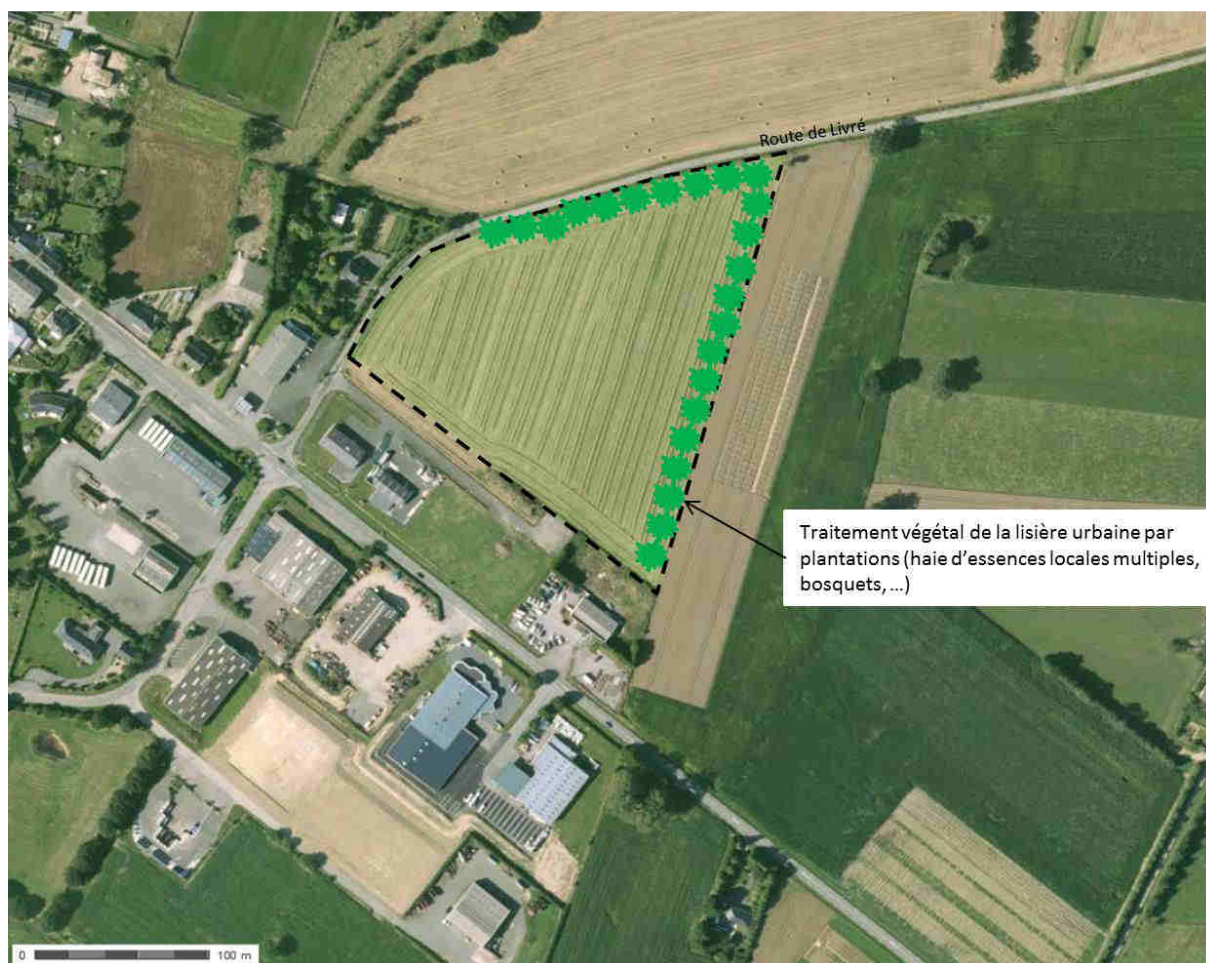 Route de Livré
Traitement végétal de la lisière urbaine par
plantations (haie d’essences locales multiples,
bosquets, ...)
0 100 m